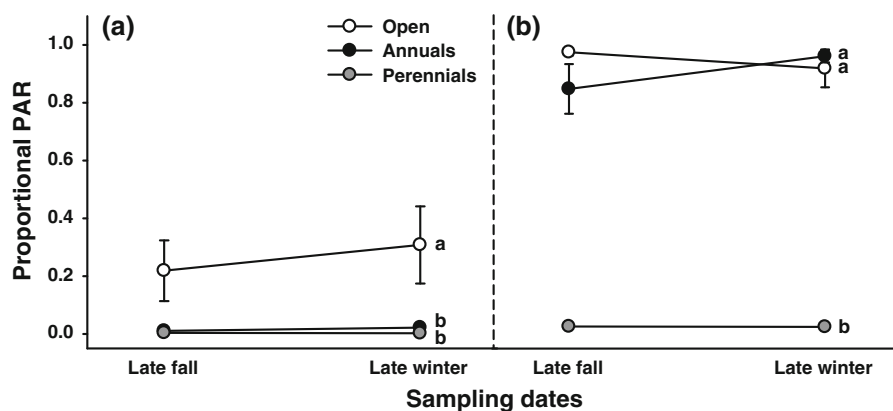 (a)
Open
Annuals
Perennials
(b)
Proportional PAR
1.0
0.8
0.6
0.4
0.2
0.0
a
b
b
a
a
b
Late fall
Late winter
Late fall
Late winter
Sampling dates